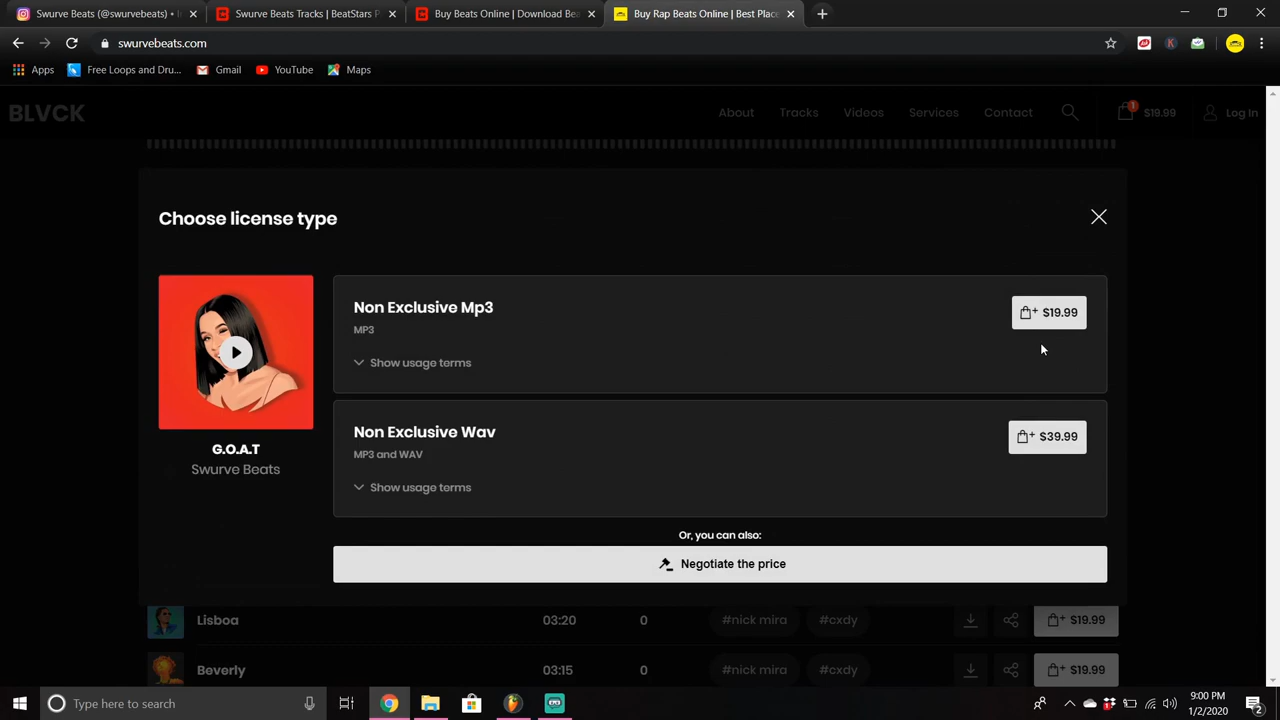 Swurve Beats (@swurvebeats) • I
Swurve Beats Tracks | BeatStars P
Buy Beats Online | Download Be
Buy Rap Beats Online | Best Place
swurvebeats.com
Apps
Free Loops and Dru...
Gmail
YouTube
Maps
BLVCK
About
Tracks
Videos
Services
Contact
1
$19.99
Log In
Choose license type
Non Exclusive Mp3
MP3
$19.99
Show usage terms
Non Exclusive Wav
MP3 and WAV
$39.99
Show usage terms
G.O.A.T
Swurve Beats
Or, you can also:
Negotiate the price
Lisboa
03:20
0
#nick mira
#cxdy
$19.99
Beverly
03:15
0
#nick mira
#cxdy
$19.99
Type here to search
9:00 PM
1/2/2020
2